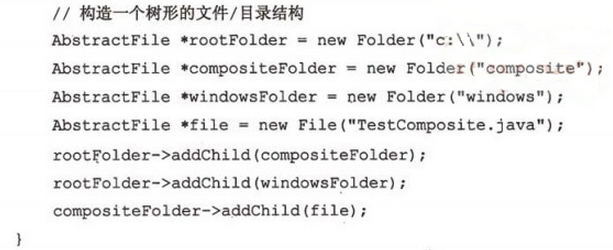 // 构造一个树形的文件/目录结构
AbstractFile *rootFolder = new Folder("c:\\");
AbstractFile *compositeFolder = new Folder("composite");
AbstractFile *windowsFolder = new Folder("windows");
AbstractFile *file = new File("TestComposite.java");
rootFolder->addChild(compositeFolder);
rootFolder->addChild(windowsFolder);
compositeFolder->addChild(file);
}